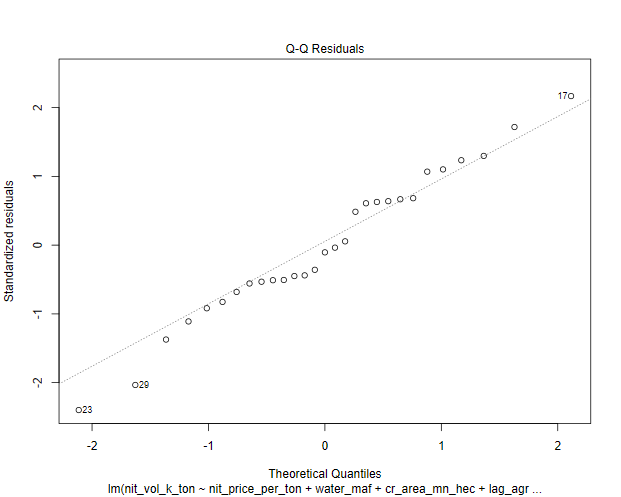 Q-Q Residuals
Standardized residuals
2
1
0
-1
-2
17
29
23
-2 -1 0 1 2
Theoretical Quantiles
lm(nit_vol_k_ton ~ nit_price_per_ton + water_maf + cr_area_mn_hec + lag_agr ...